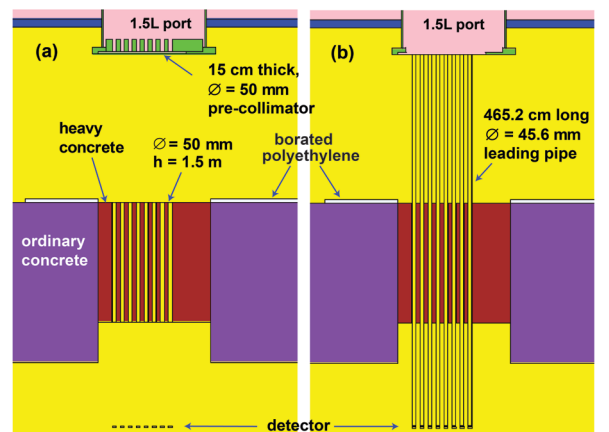 1.5L port
(a)
15 cm thick,
∅ = 50 mm
pre-collimator
heavy
concrete
∅ = 50 mm
h = 1.5 m
borated
polyethylene
ordinary
concrete
detector
1.5L port
(b)
465.2 cm long
∅ = 45.6 mm
leading pipe